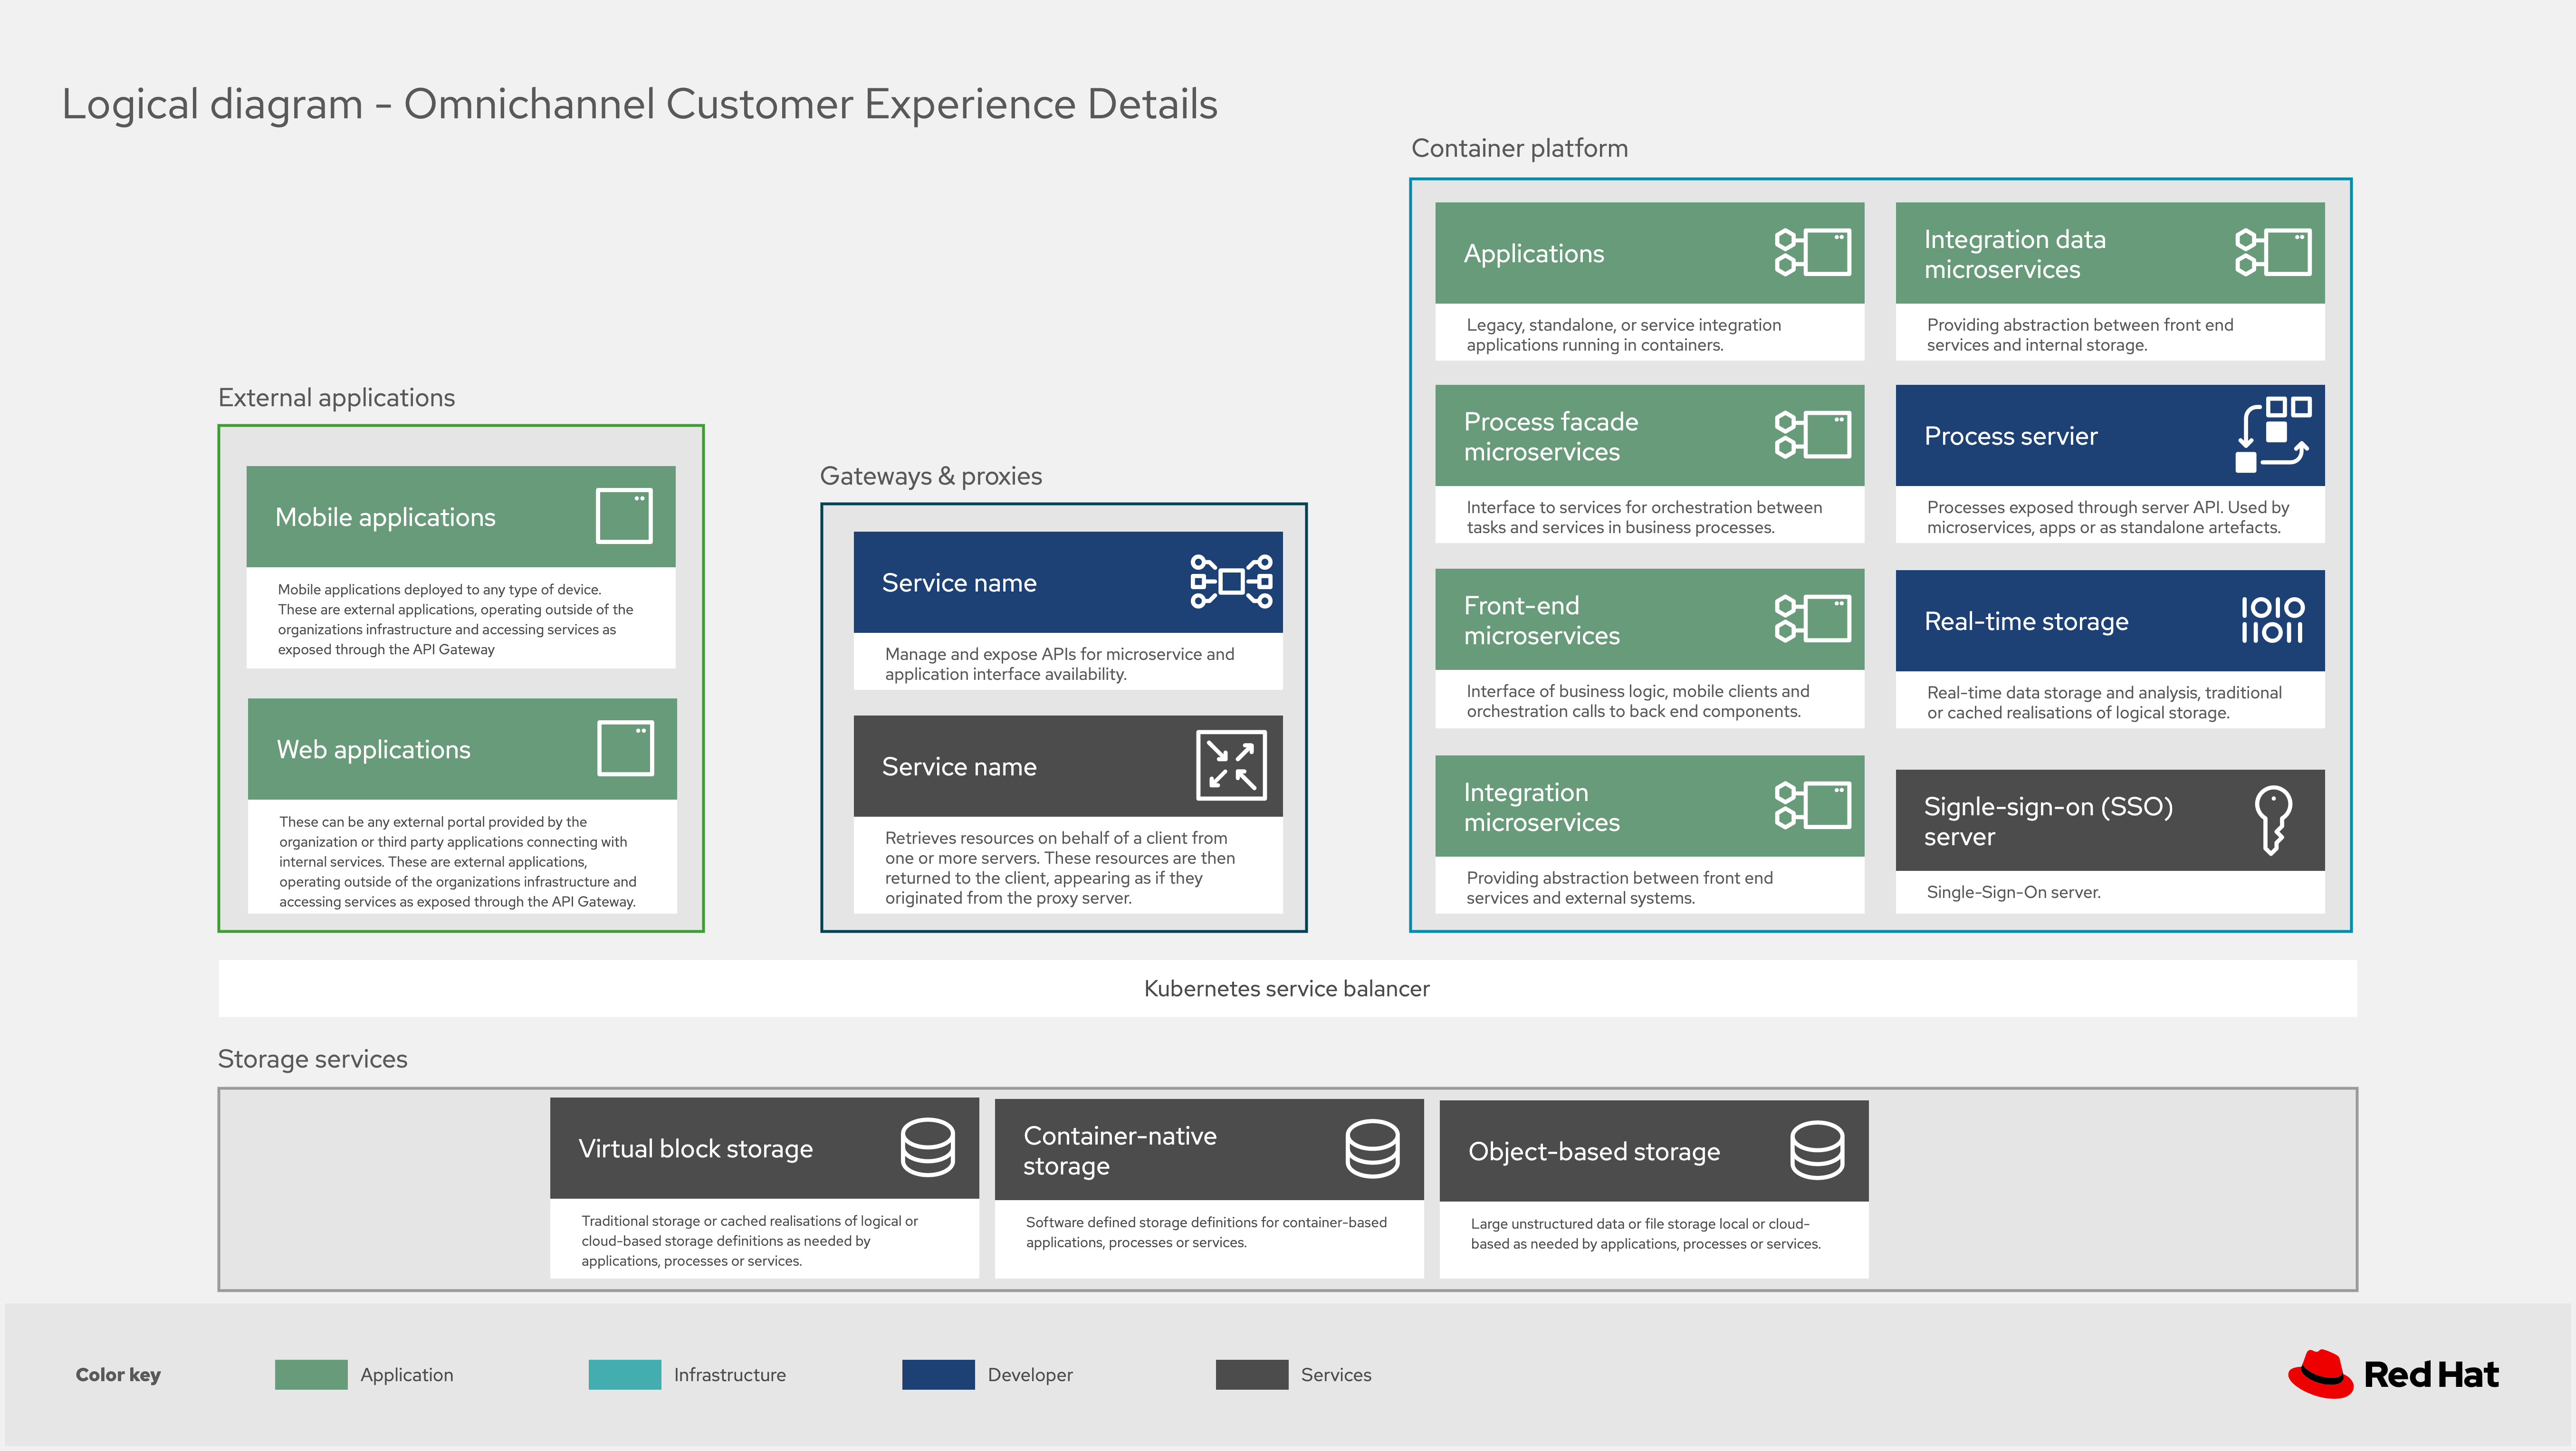 Logical diagram - Omnichannel Customer Experience Details
External applications
Mobile applications
Mobile applications deployed to any type of device.
These are external applications, operating outside of the
organizations infrastructure and accessing services as
exposed through the API Gateway
Web applications
These can be any external portal provided by the
organization or third party applications connecting with
internal services. These are external applications,
operating outside of the organizations infrastructure and
accessing services as exposed through the API Gateway.
Gateways & proxies
Service name
Manage and expose APIs for microservice and
application interface availability.
Service name
Retrieves resources on behalf of a client from
one or more servers. These resources are then
returned to the client, appearing as if they
originated from the proxy server.
Container platform
Applications
Legacy, standalone, or service integration
applications running in containers.
Process facade
microservices
Interface to services for orchestration between
tasks and services in business processes.
Front-end
microservices
Interface of business logic, mobile clients and
orchestration calls to back end components.
Integration
microservices
Providing abstraction between front end
services and external systems.
Integration data
microservices
Providing abstraction between front end
services and internal storage.
Process servier
Processes exposed through server API. Used by
microservices, apps or as standalone artefacts.
Real-time storage
Real-time data storage and analysis, traditional
or cached realisations of logical storage.
Signle-sign-on (SSO)
server
Single-Sign-On server.
Kubernetes service balancer
Storage services
Virtual block storage
Traditional storage or cached realisations of logical or
cloud-based storage definitions as needed by
applications, processes or services.
Container-native
storage
Software defined storage definitions for container-based
applications, processes or services.
Object-based storage
Large unstructured data or file storage local or cloud-
based as needed by applications, processes or services.
Color key
Application
Infrastructure
Developer
Services
Red Hat